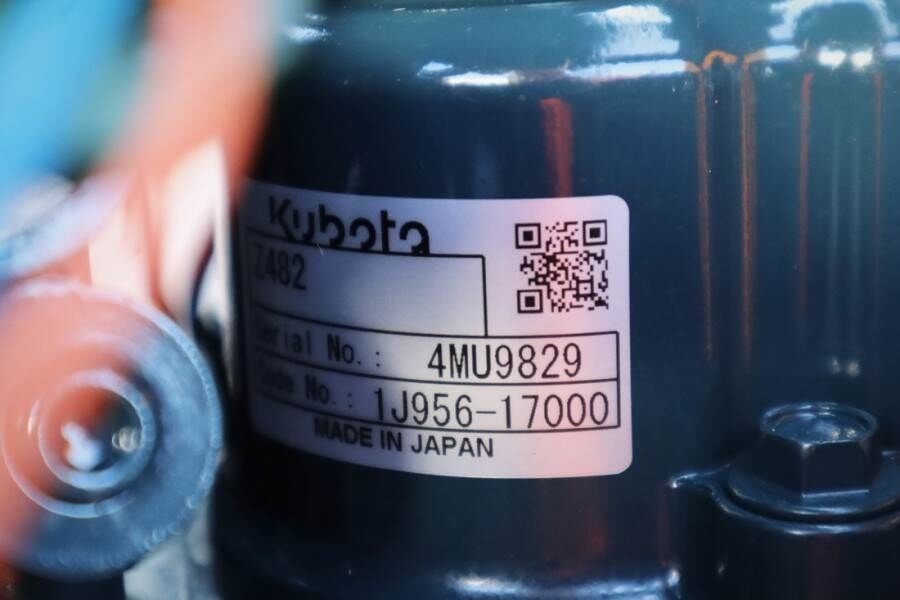 Kubota
Z482
Serial No.: 4MU9829
Code No.: 1J956-17000
MADE IN JAPAN